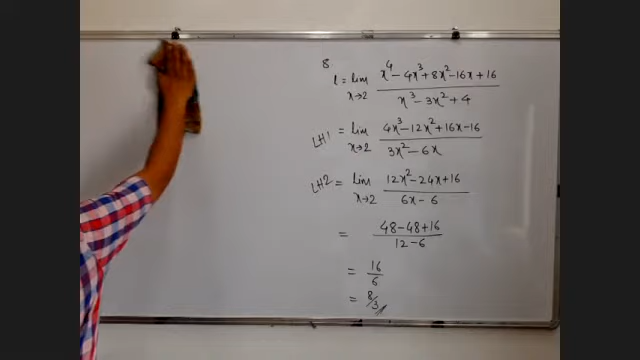 8.
l = lim x→2 (x⁴ - 4x³ + 8x² - 16x + 16) / (x³ - 3x² + 4)
LH1 = lim x→2 (4x³ - 12x² + 16x - 16) / (3x² - 6x)
LH2 = lim x→2 (12x² - 24x + 16) / (6x - 6)
= (48 - 48 + 16) / (12 - 6)
= 16/6
= 8/3